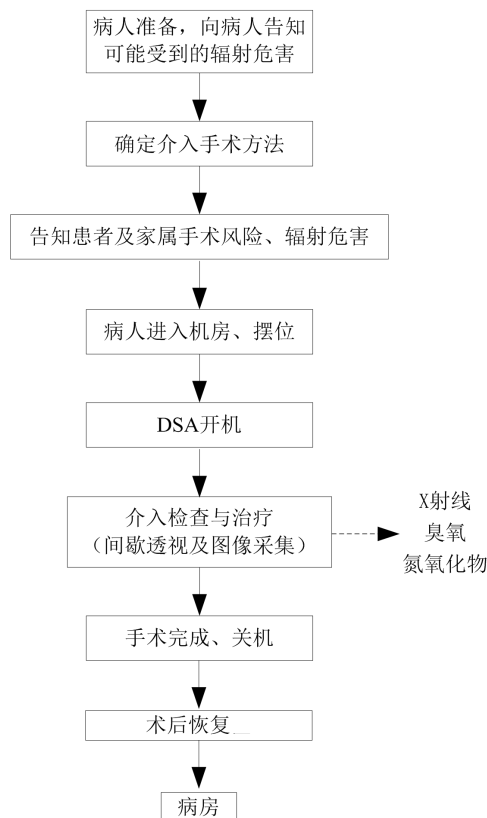 病人准备，向病人告知
可能受到的辐射危害
确定介入手术方法
告知患者及家属手术风险、辐射危害
病人进入机房、摆位
DSA开机
介入检查与治疗
（间歇透视及图像采集）
X射线
臭氧
氮氧化物
手术完成、关机
术后恢复
病房